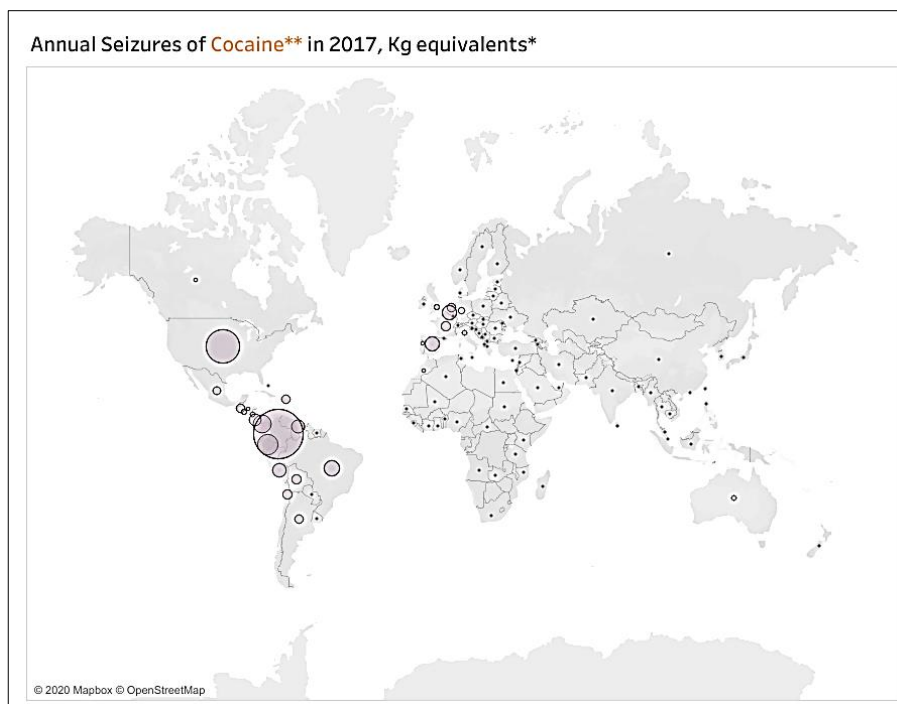 Annual Seizures of Cocaine** in 2017, Kg equivalents*
© 2020 Mapbox © OpenStreetMap